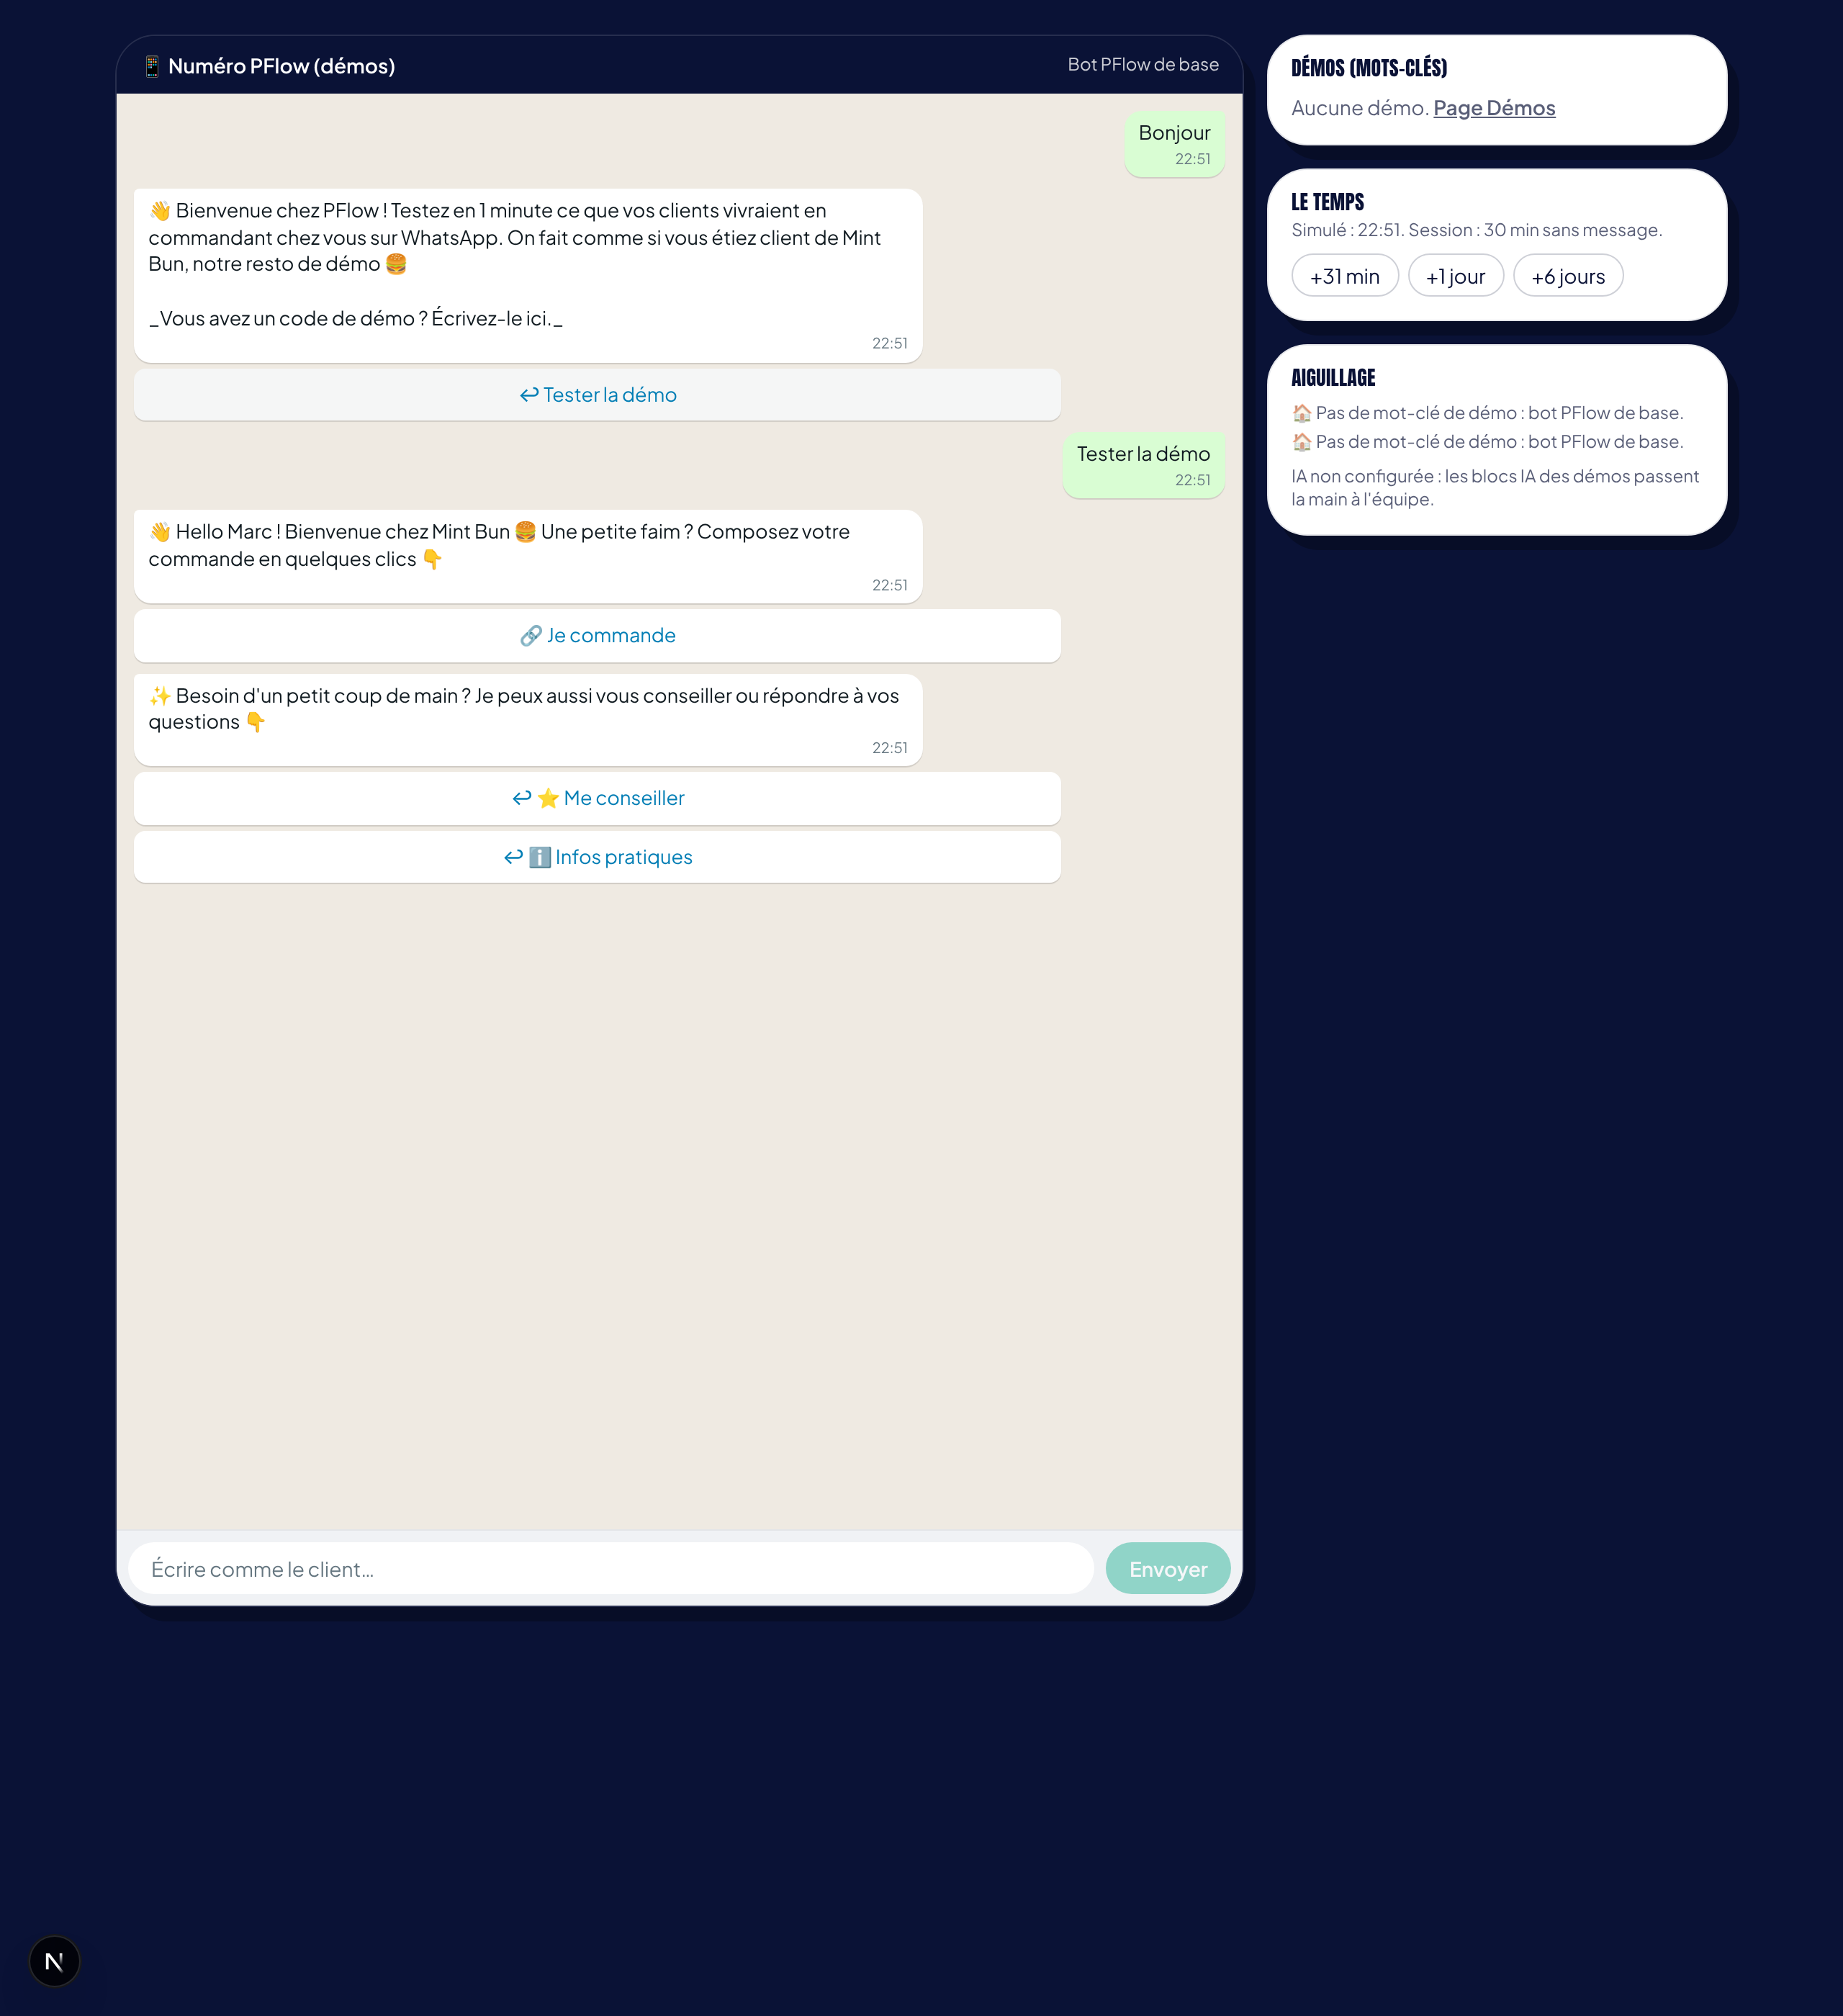 📱 Numéro PFlow (démos)
Bot PFlow de base
Bonjour
22:51
👋 Bienvenue chez PFlow ! Testez en 1 minute ce que vos clients vivraient en
commandant chez vous sur WhatsApp. On fait comme si vous étiez client de Mint
Bun, notre resto de démo 🍔
_Vous avez un code de démo ? Écrivez-le ici._
22:51
↩ Tester la démo
Tester la démo
22:51
👋 Hello Marc ! Bienvenue chez Mint Bun 🍔 Une petite faim ? Composez votre
commande en quelques clics 👇
22:51
🔗 Je commande
✨ Besoin d'un petit coup de main ? Je peux aussi vous conseiller ou répondre à vos
questions 👇
22:51
↩ ⭐ Me conseiller
↩ ℹ️ Infos pratiques
Écrire comme le client...
Envoyer
DÉMOS (MOTS-CLÉS)
Aucune démo. Page Démos
LE TEMPS
Simulé : 22:51. Session : 30 min sans message.
+31 min
+1 jour
+6 jours
AIGUILLAGE
🏠 Pas de mot-clé de démo : bot PFlow de base.
🏠 Pas de mot-clé de démo : bot PFlow de base.
IA non configurée : les blocs IA des démos passent
la main à l'équipe.
N